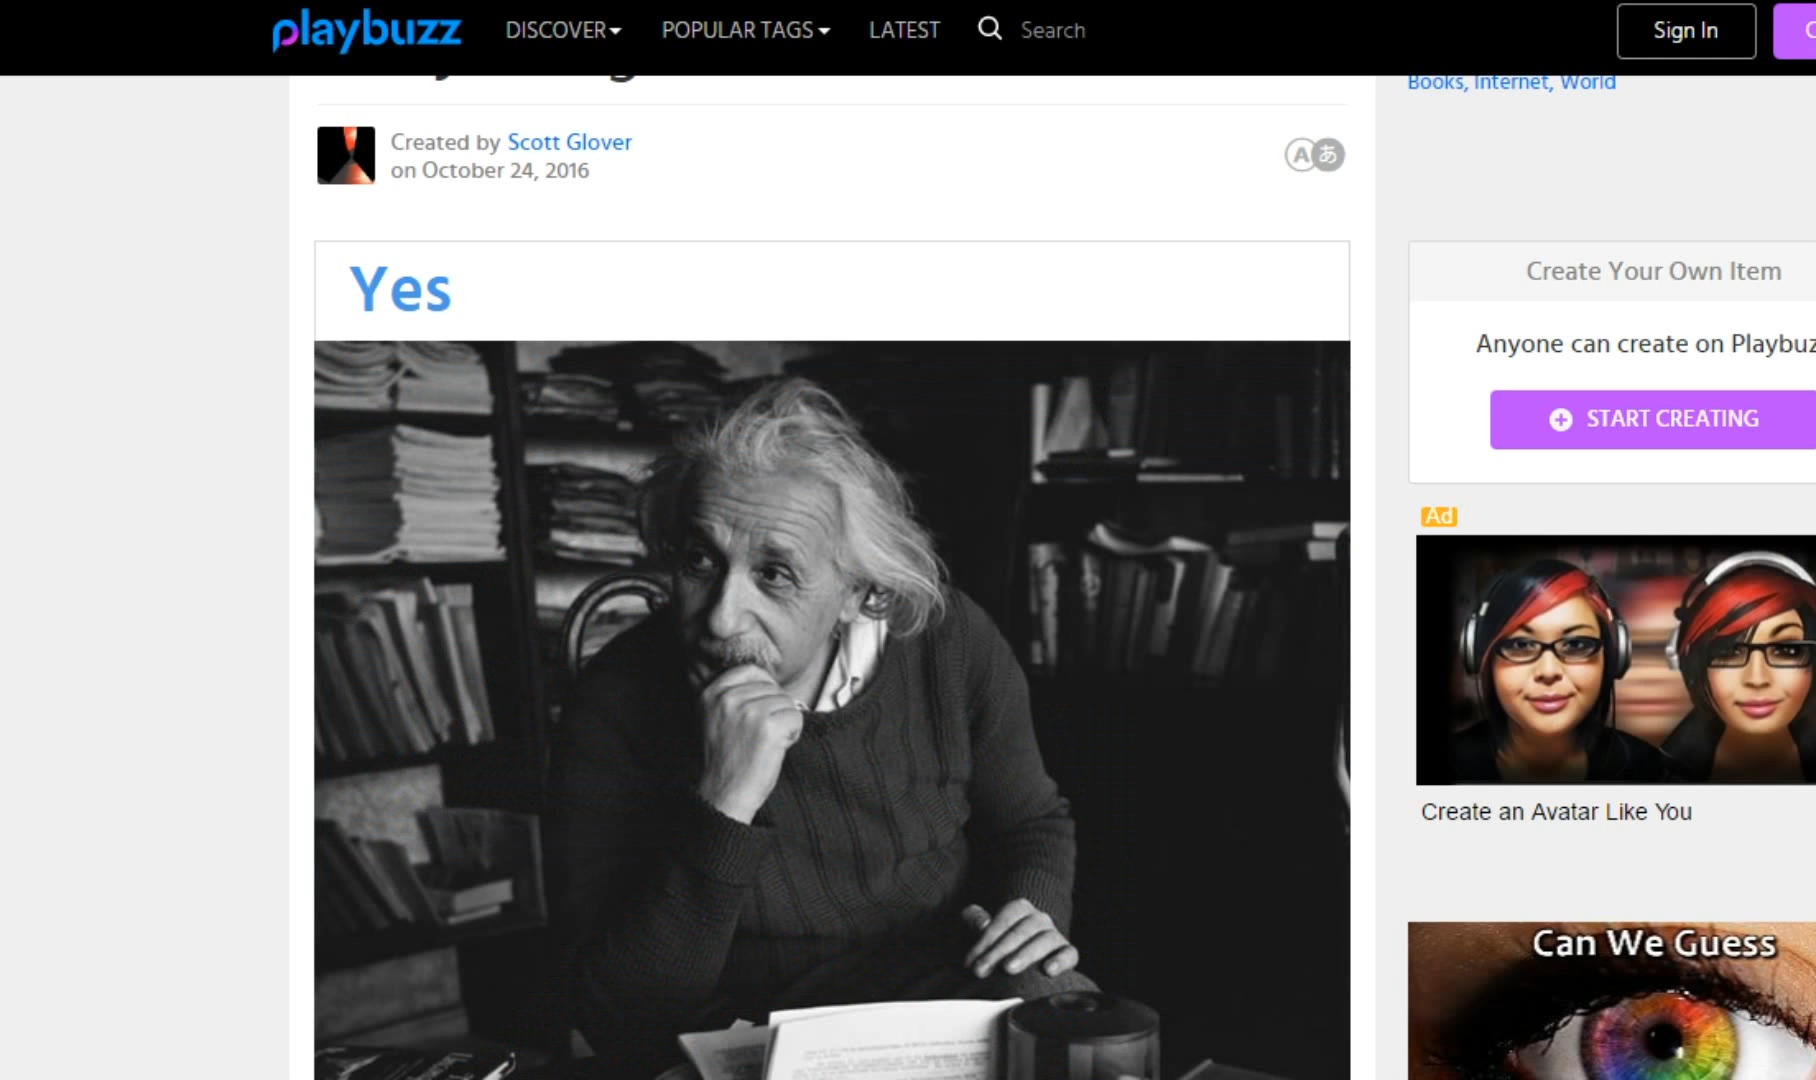 playbuzz
DISCOVER
POPULAR TAGS
LATEST
Search
Sign In
Books, Internet, World
Created by Scott Glover
on October 24, 2016
A あ
Yes
Create Your Own Item
Anyone can create on Playbuz
START CREATING
Ad
Create an Avatar Like You
Can We Guess